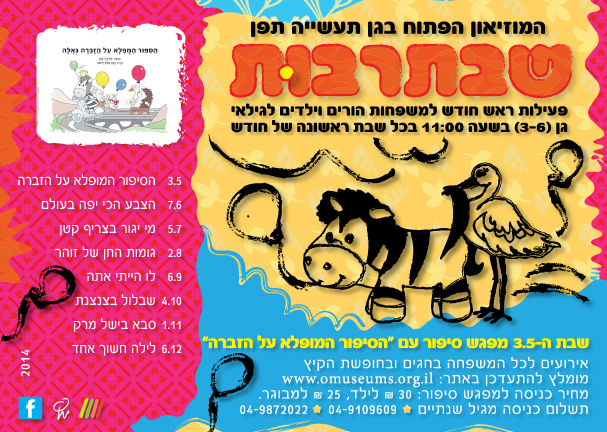 המוזיאון הפתוח בגן תעשייה תפן
שבתרבות
פעילות ראש חודש למשפחות הורים וילדים לגילאי
גן (3-6) בשעה 11:00 בכל שבת ראשונה של חודש
הסיפור המופלא על הזברה גאולה
3.5 הסיפור המופלא על הזברה
7.6 הצבע הכי יפה בעולם
5.7 מי יגור בצריף קטן
2.8 גומות החן של זוהר
6.9 לו הייתי אתה
4.10 שבלול בצנצנת
1.11 סבא בישל מרק
6.12 לילה חשוך אחד
2014
שבת ה-3.5 מפגש סיפור עם "הסיפור המופלא על הזברה"
אירועים לכל המשפחה בחגים ובחופשת הקיץ
מומלץ להתעדכן באתר: www.omuseums.org.il
מחיר כניסה למפגש סיפור: 30 ₪ לילד, 25 ₪ למבוגר.
תשלום כניסה מגיל שנתיים ★ 04-9109609 ★ 04-9872022
f